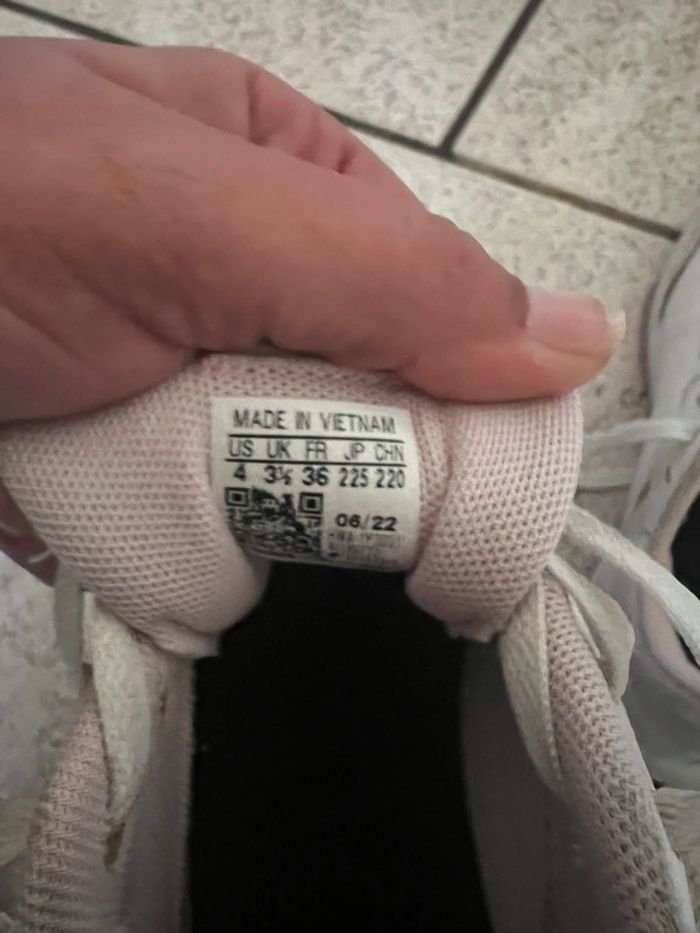 MADE IN VIETNAM
US UK FR JP CHN
4 3½ 36 225 220
06/22